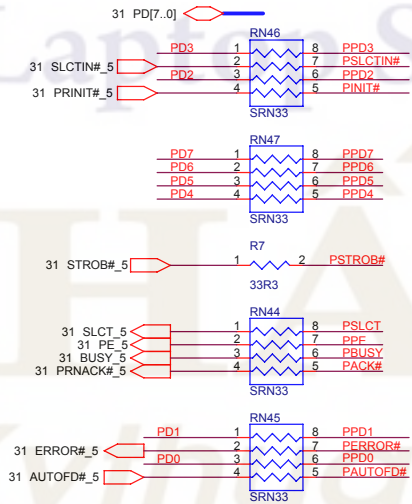 31 PD[7..0]
RN46
PD3 1 8 PPD3
31 SLCTIN#_5 2 7 PSLCTIN#
PD2 3 6 PPD2
31 PRINIT#_5 4 5 PINIT#
SRN33
RN47
PD7 1 8 PPD7
PD6 2 7 PPD6
PD5 3 6 PPD5
PD4 4 5 PPD4
SRN33
R7
31 STROB#_5 1 2 PSTROB#
33R3
RN44
31 SLCT_5 1 8 PSLCT
31 PE_5 2 7 PPE
31 BUSY_5 3 6 PBUSY
31 PRNACK#_5 4 5 PACK#
SRN33
RN45
PD1 1 8 PPD1
31 ERROR#_5 2 7 PERROR#
PD0 3 6 PPD0
31 AUTOFD#_5 4 5 PAUTOFD#
SRN33
Laptop S